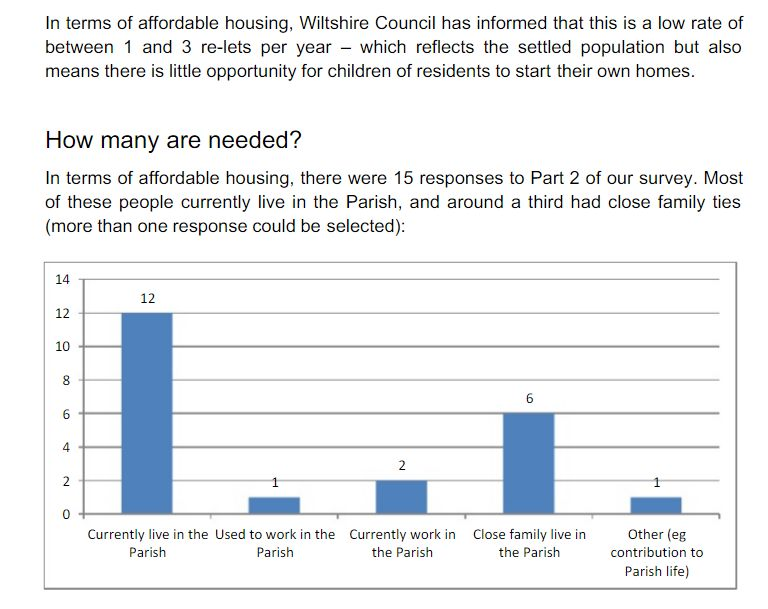 In terms of affordable housing, Wiltshire Council has informed that this is a low rate of
between 1 and 3 re-lets per year – which reflects the settled population but also
means there is little opportunity for children of residents to start their own homes.
How many are needed?
In terms of affordable housing, there were 15 responses to Part 2 of our survey. Most
of these people currently live in the Parish, and around a third had close family ties
(more than one response could be selected):
14
12
10
8
6
4
2
0
12
1
2
6
1
Currently live in the Parish
Used to work in the Parish
Currently work in the Parish
Close family live in the Parish
Other (eg contribution to Parish life)